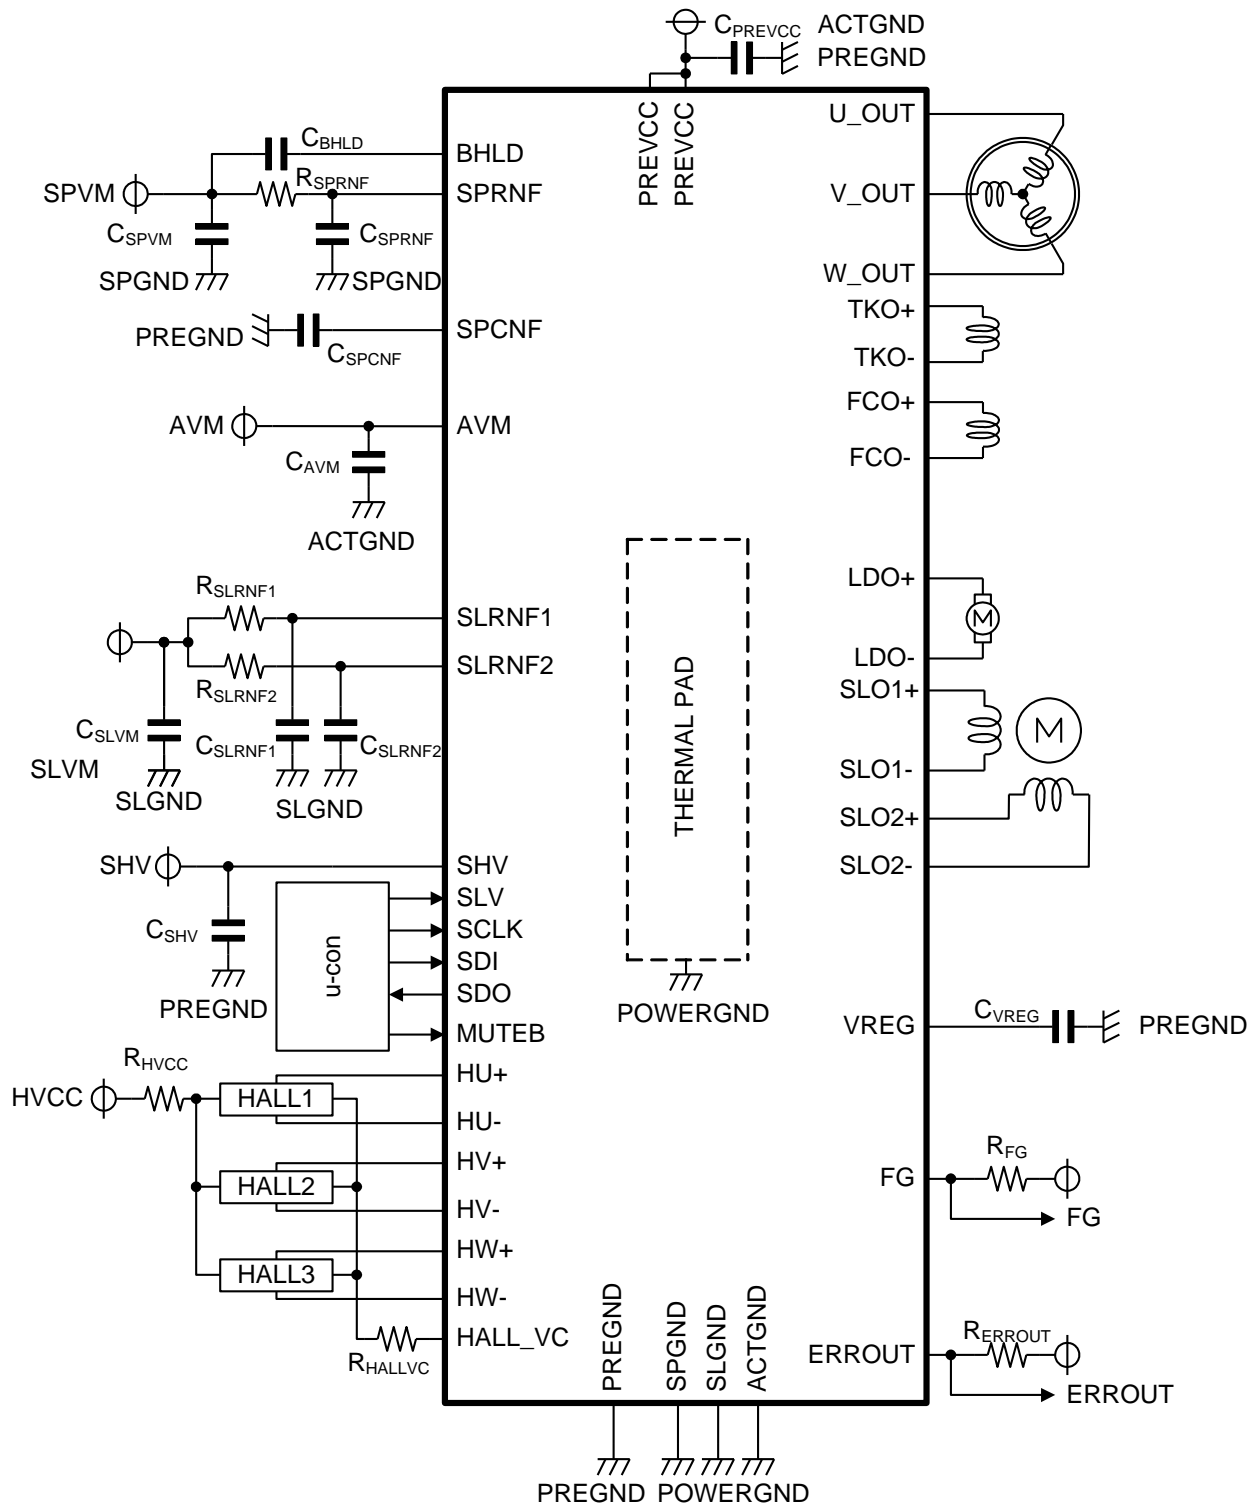 CPREVCC ACTGND
PREGND
PREVCC
PREVCC
CBHLD
BHLD
SPVM
RSPRNF
SPRNF
CSPVM
CSPRNF
SPGND
SPGND
PREGND
CSPCNF
SPCNF
AVM
AVM
CAVM
ACTGND
RSLRNF1
SLRNF1
RSLRNF2
SLRNF2
CSLVM
CSLRNF1
CSLRNF2
SLVM
SLGND
SLGND
SHV
SHV
CSHV
PREGND
u-con
SLV
SCLK
SDI
SDO
MUTEB
HVCC
RHVCC
HALL1
HU+
HU-
HALL2
HV+
HV-
HALL3
HW+
HW-
RHALLVC
HALL_VC
THERMAL PAD
POWERGND
U_OUT
V_OUT
W_OUT
TKO+
TKO-
FCO+
FCO-
LDO+
M
LDO-
SLO1+
M
SLO1-
SLO2+
SLO2-
VREG
CVREG
PREGND
FG
RFG
FG
ERROUT
RERROUT
ERROUT
PREGND
SPGND
SLGND
ACTGND
PREGND
POWERGND